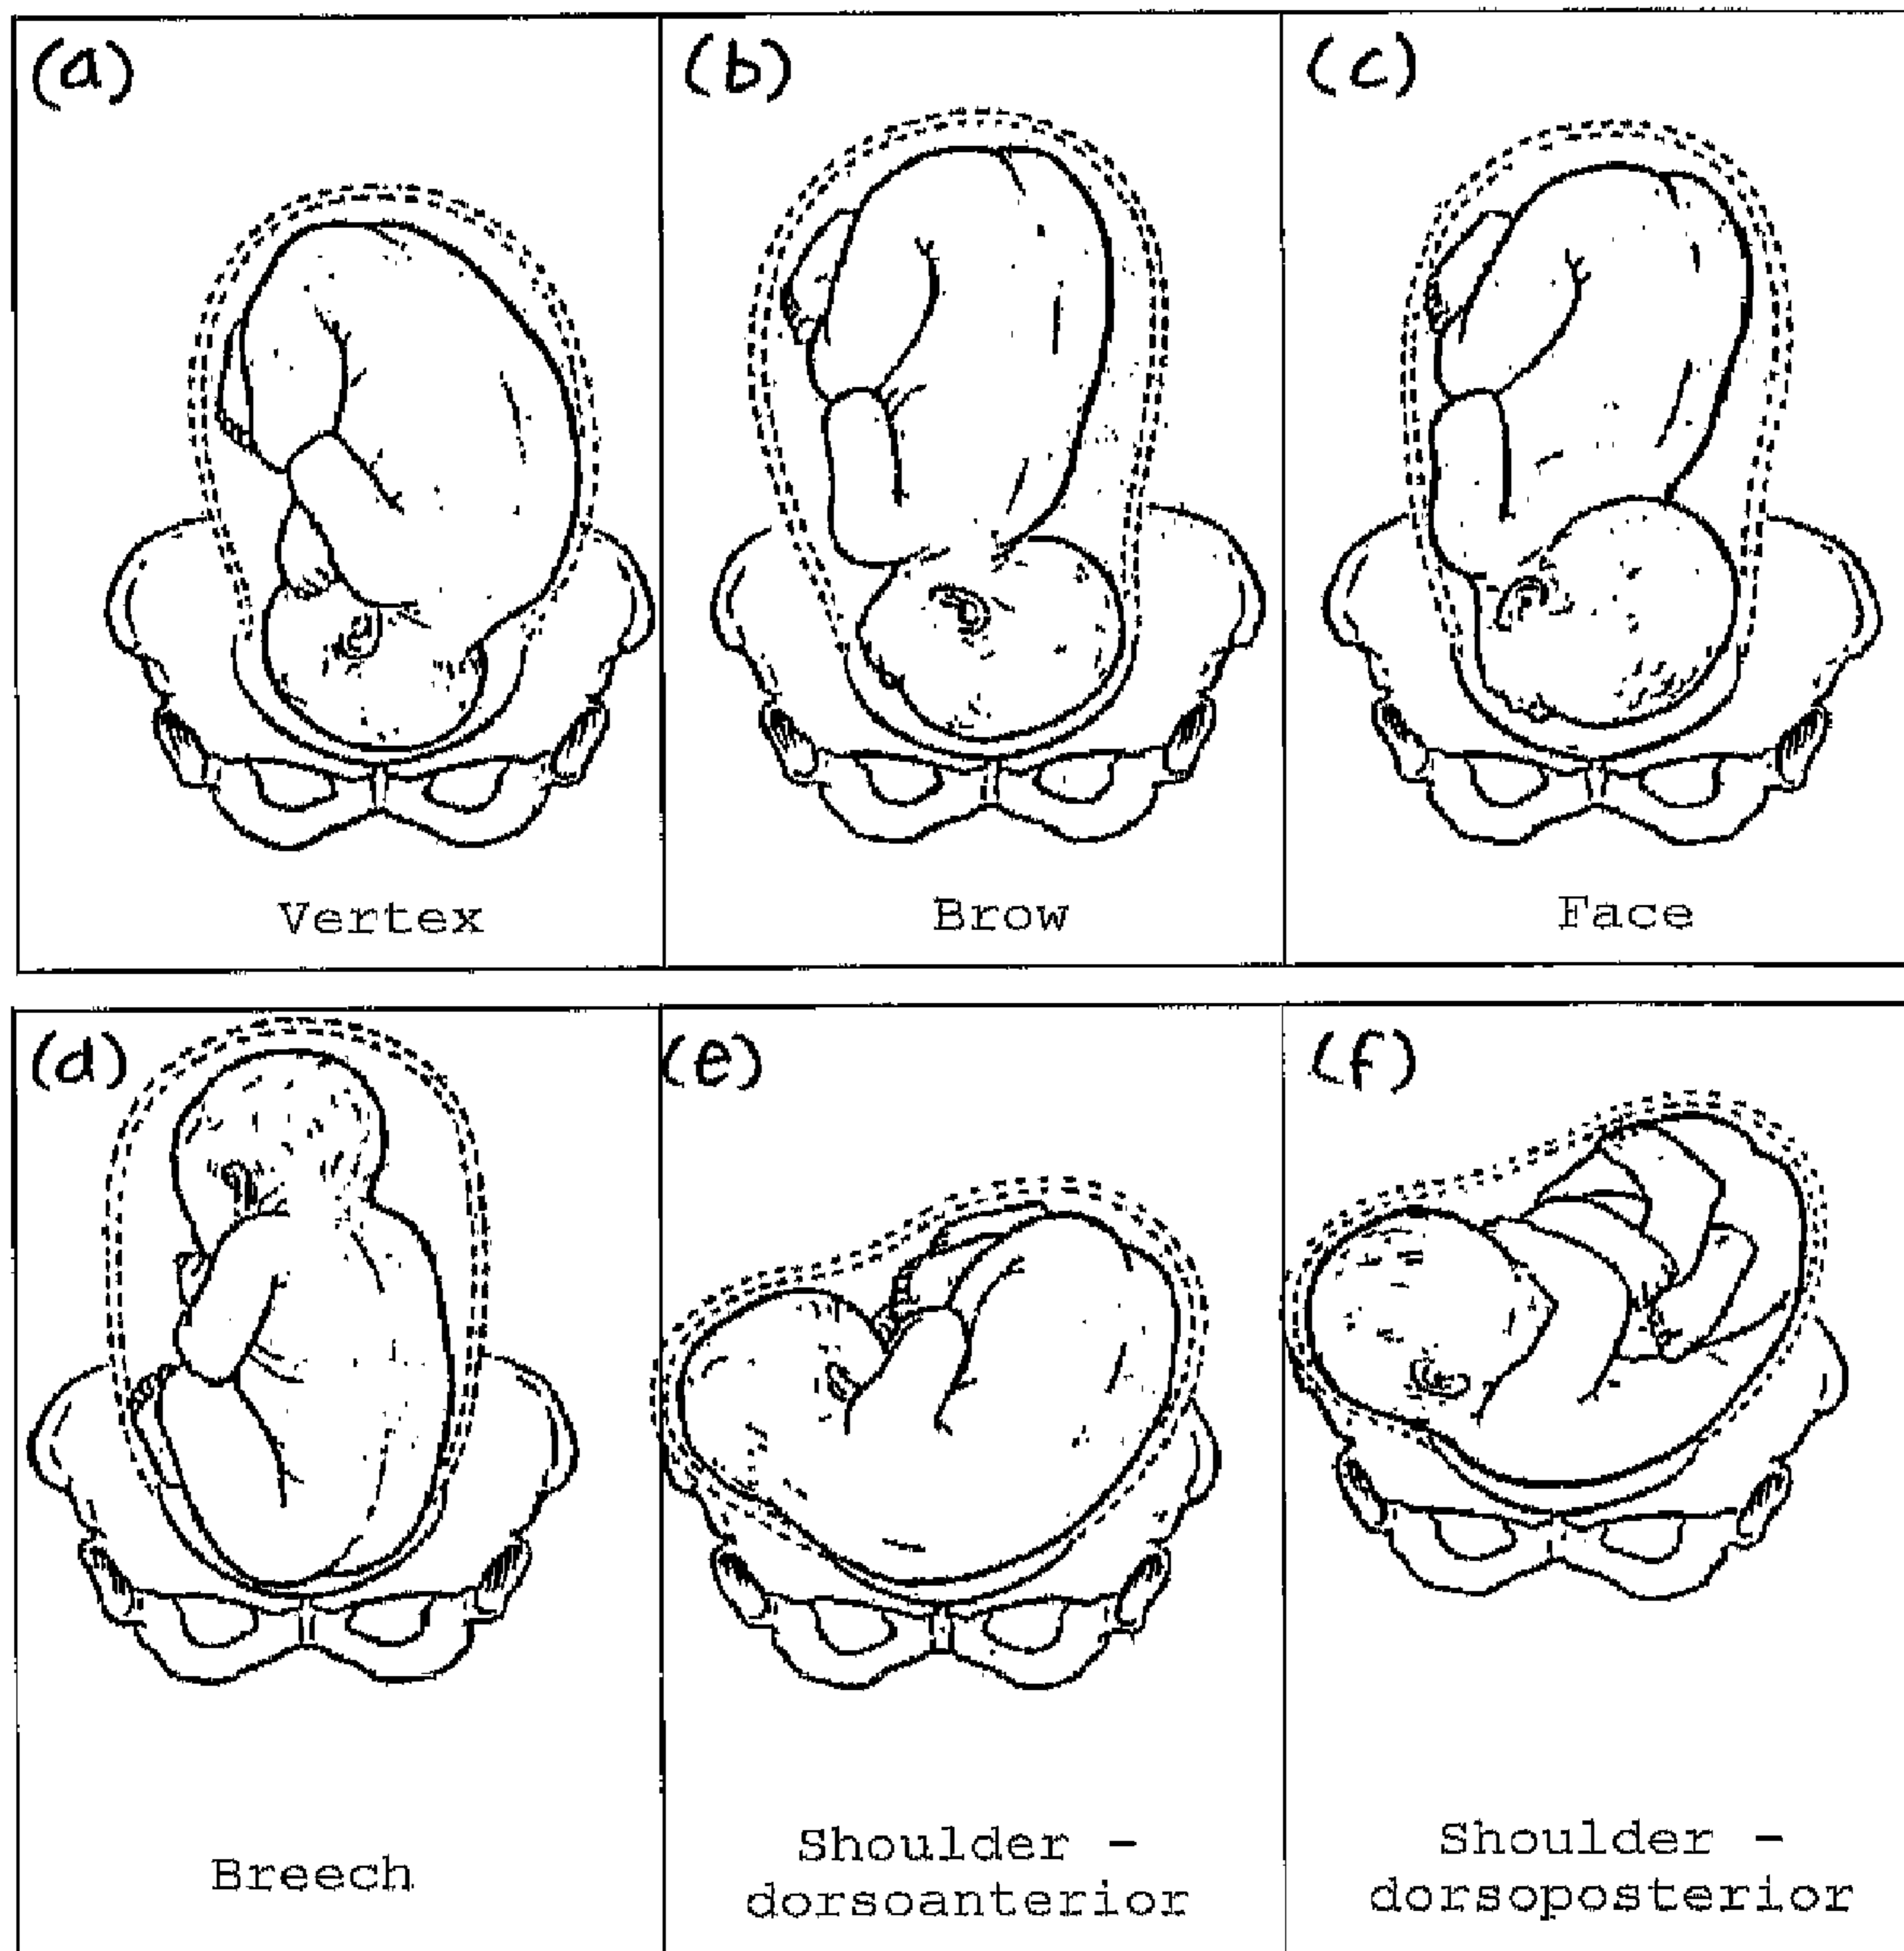 (a)
(b)
(c)
Vertex
Brow
Face
(d)
(e)
(f)
Breech
Shoulder -
dorsoanterior
Shoulder -
dorsoposterior